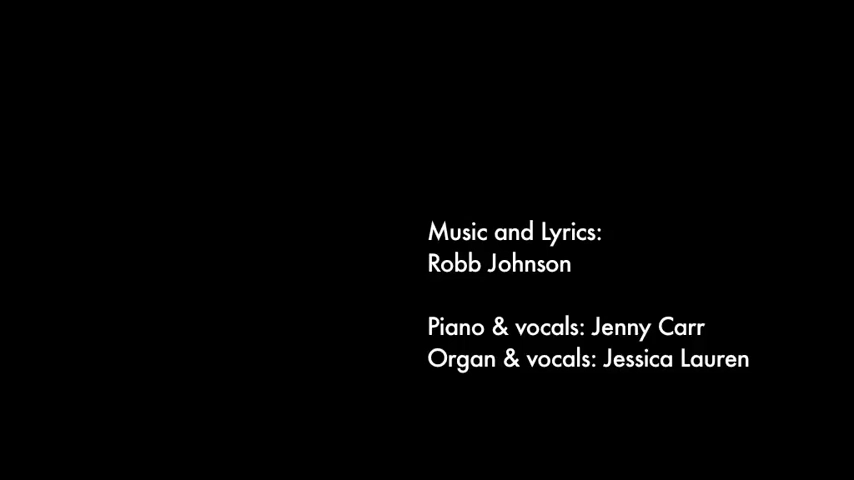 Music and Lyrics:
Robb Johnson
Piano & vocals: Jenny Carr
Organ & vocals: Jessica Lauren